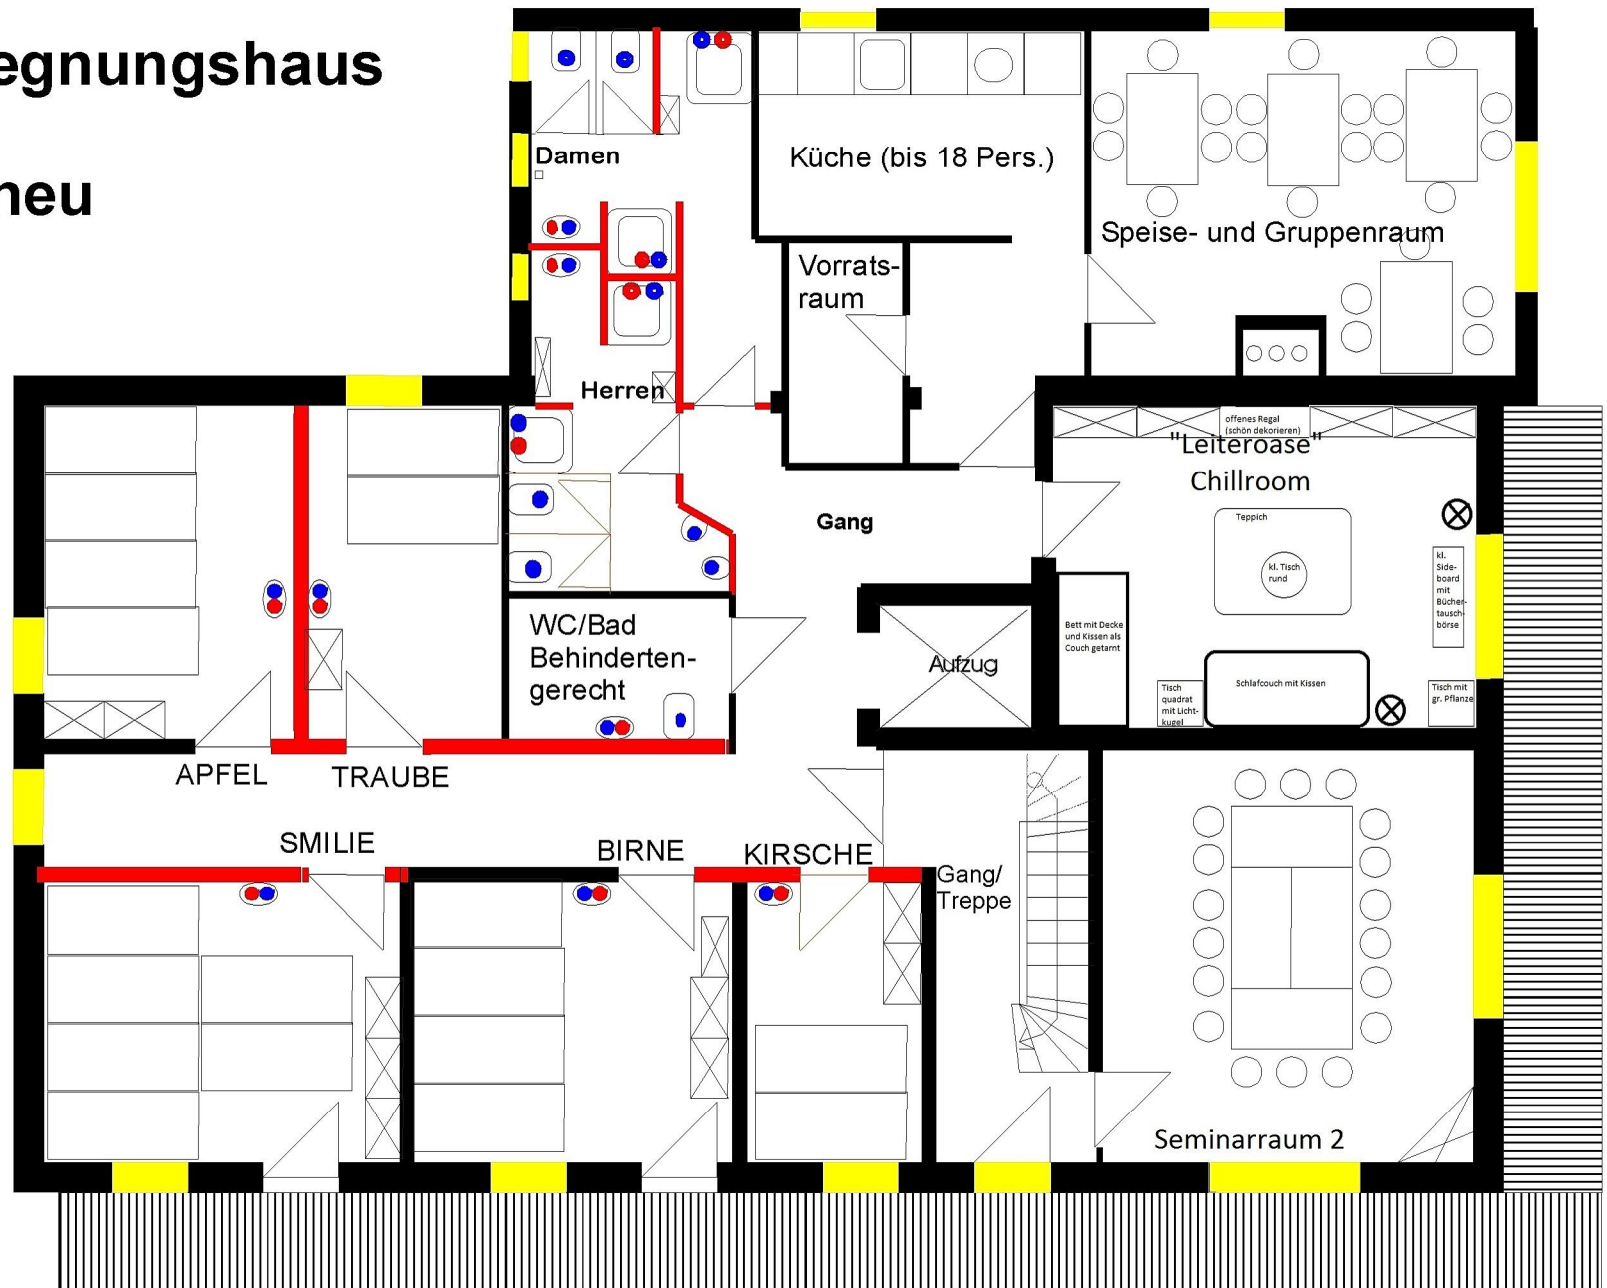 egnungshaus
neu
Damen
Küche (bis 18 Pers.)
Speise- und Gruppenraum
Vorrats-
raum
Herren
offenes Regal
(schön dekorieren)
"Leiteroase"
Chillroom
Teppich
kl. Tisch
rund
kl.
Side-
board
mit
Bücher-
tausch-
börse
Gang
WC/Bad
Behinderten-
gerecht
Aufzug
Bett mit Decke
und Kissen als
Couch getarnt
Schlafcouch mit Kissen
Tisch
quadrat
mit Licht-
kugel
Tisch mit
gr. Pflanze
APFEL
TRAUBE
SMILIE
BIRNE
KIRSCHE
Gang/
Treppe
Seminarraum 2